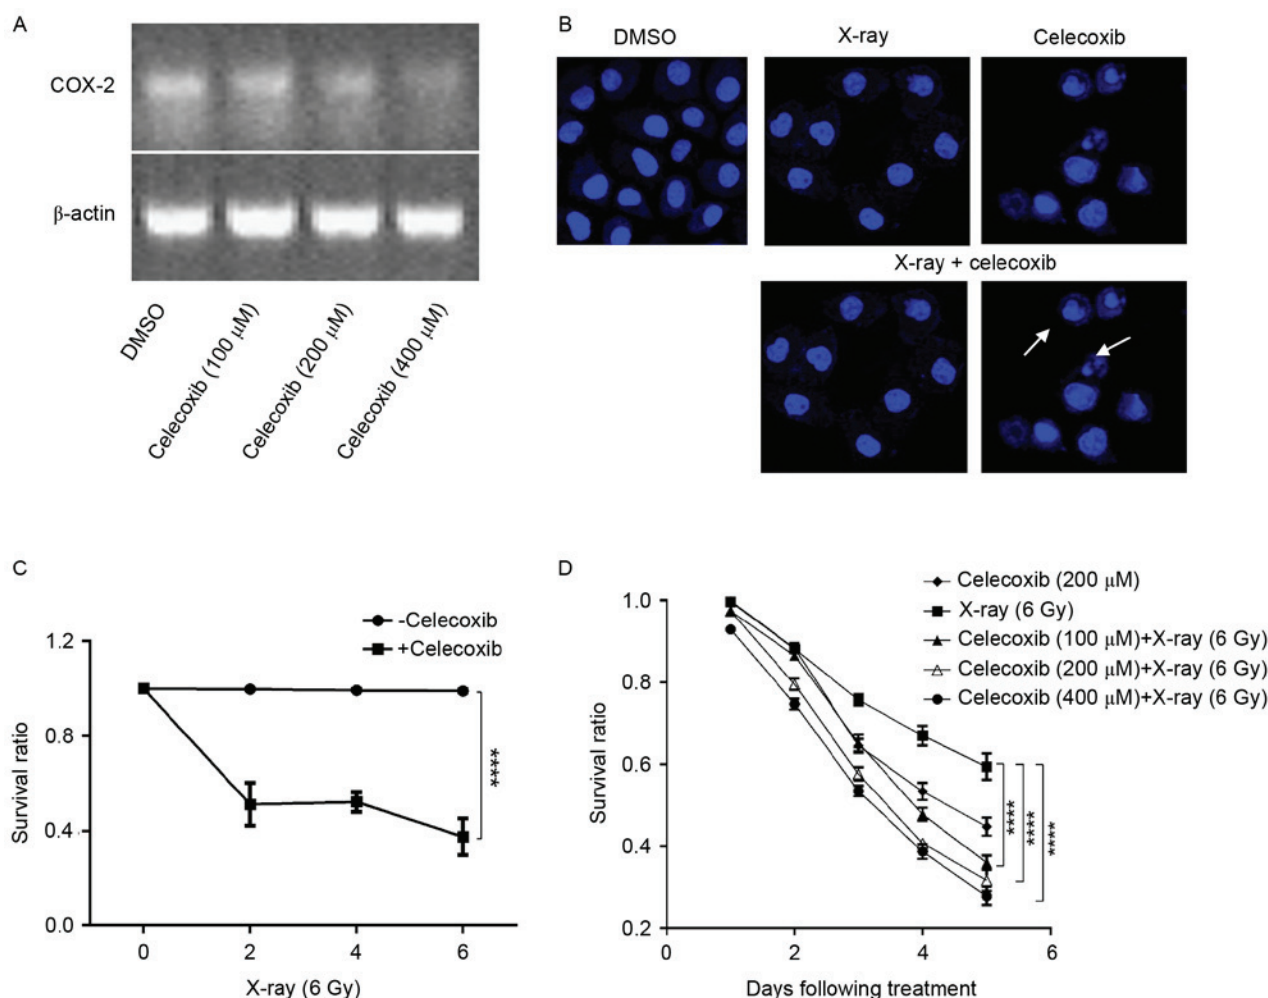 A
COX-2
β-actin
DMSO
Celecoxib (100 μM)
Celecoxib (200 μM)
Celecoxib (400 μM)
B
DMSO
X-ray
Celecoxib
X-ray + celecoxib
C
-Celecoxib
+Celecoxib
1.2
0.8
0.4
0.0
Survival ratio
****
0 2 4 6
X-ray (6 Gy)
D
Celecoxib (200 μM)
X-ray (6 Gy)
Celecoxib (100 μM)+X-ray (6 Gy)
Celecoxib (200 μM)+X-ray (6 Gy)
Celecoxib (400 μM)+X-ray (6 Gy)
1.0
0.8
0.6
0.4
0.2
Survival ratio
****
****
****
0 2 4 6
Days following treatment